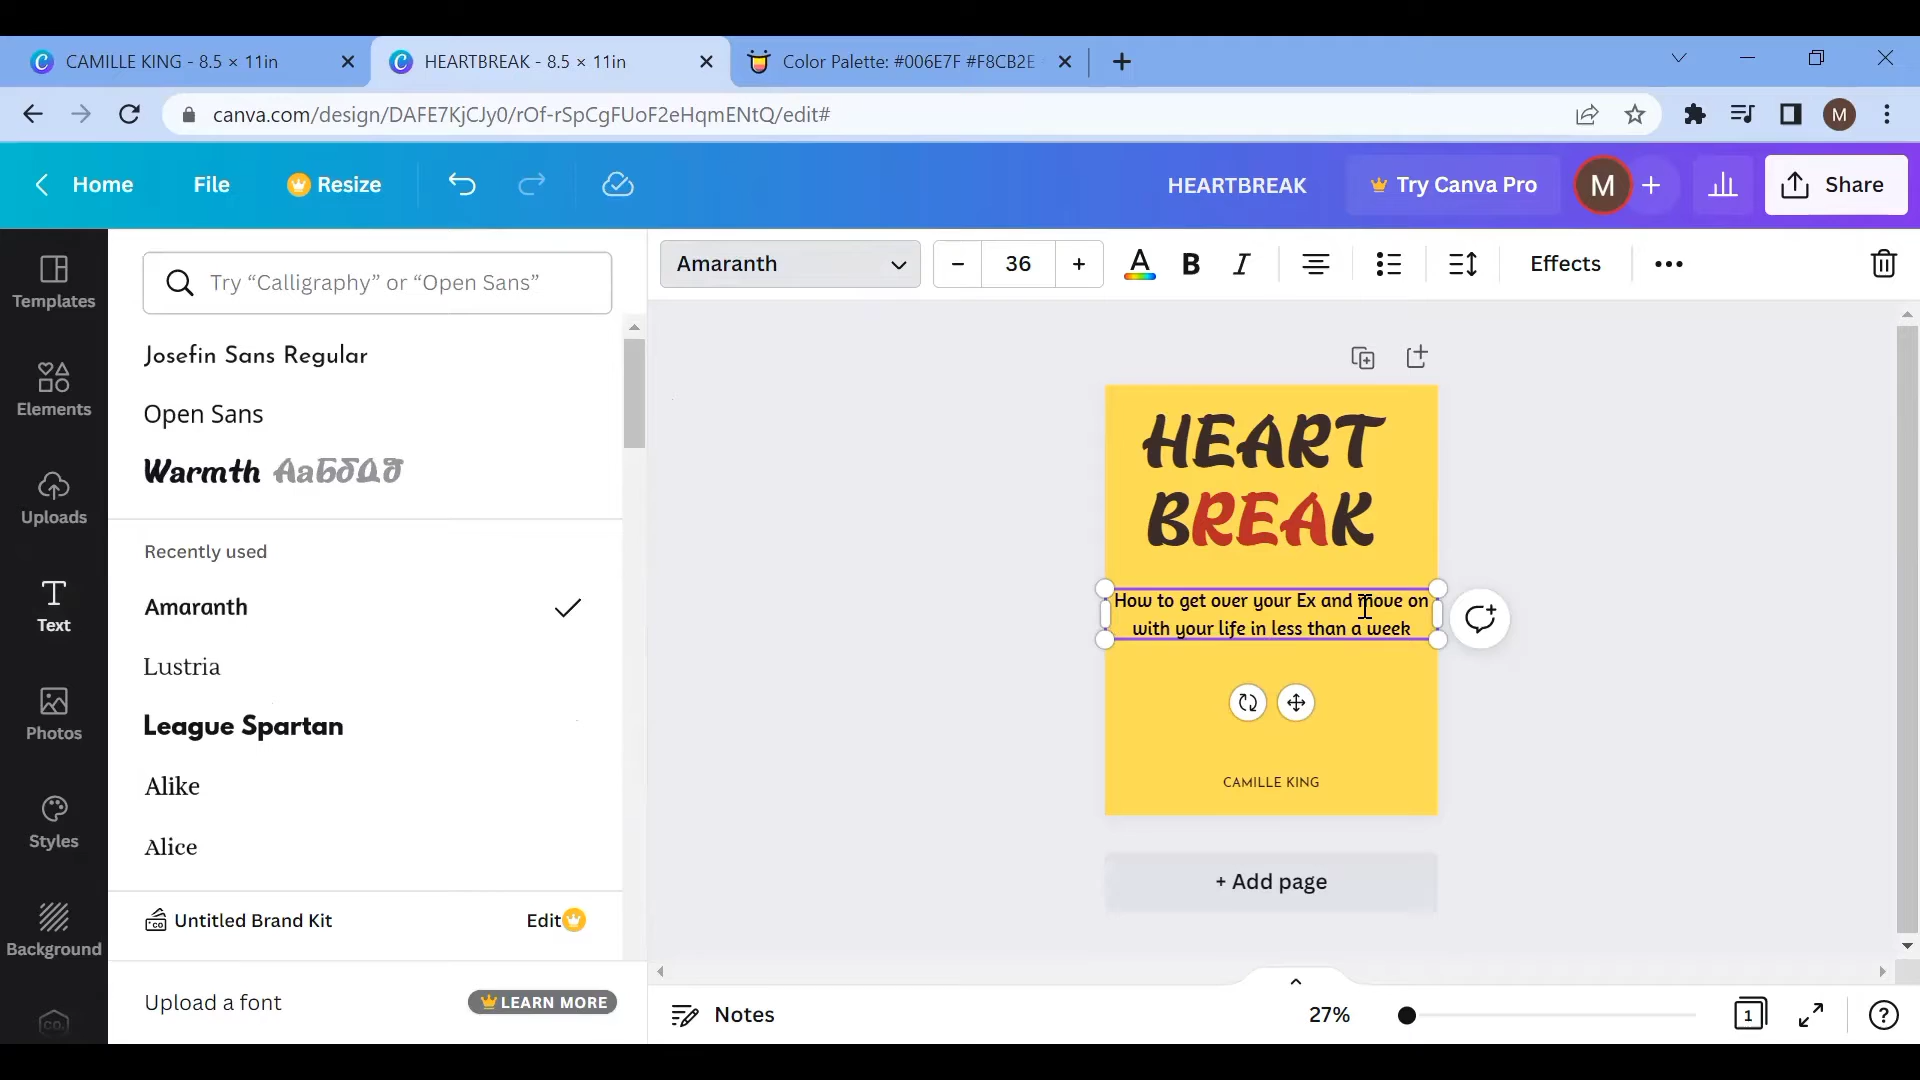 CAMILLE KING - 8.5 × 11in
HEARTBREAK - 8.5 × 11in
Color Palette: #006E7F #F8CB2E
canva.com/design/DAFE7KjCJy0/rOf-rSpCgFUoF2eHqmENtQ/edit#
M
Home
File
Resize
HEARTBREAK
Try Canva Pro
M
Share
Templates
Elements
Uploads
Text
Photos
Styles
Background
CO.
Try “Calligraphy” or “Open Sans”
Josefin Sans Regular
Open Sans
Warmth
Recently used
Amaranth
Lustria
League Spartan
Alike
Alice
CO
Untitled Brand Kit
Edit
Upload a font
LEARN MORE
Amaranth
36
A
B
I
Effects
HEART
BREAK
How to get over your Ex and move on
with your life in less than a week
CAMILLE KING
+ Add page
Notes
27%
1
?